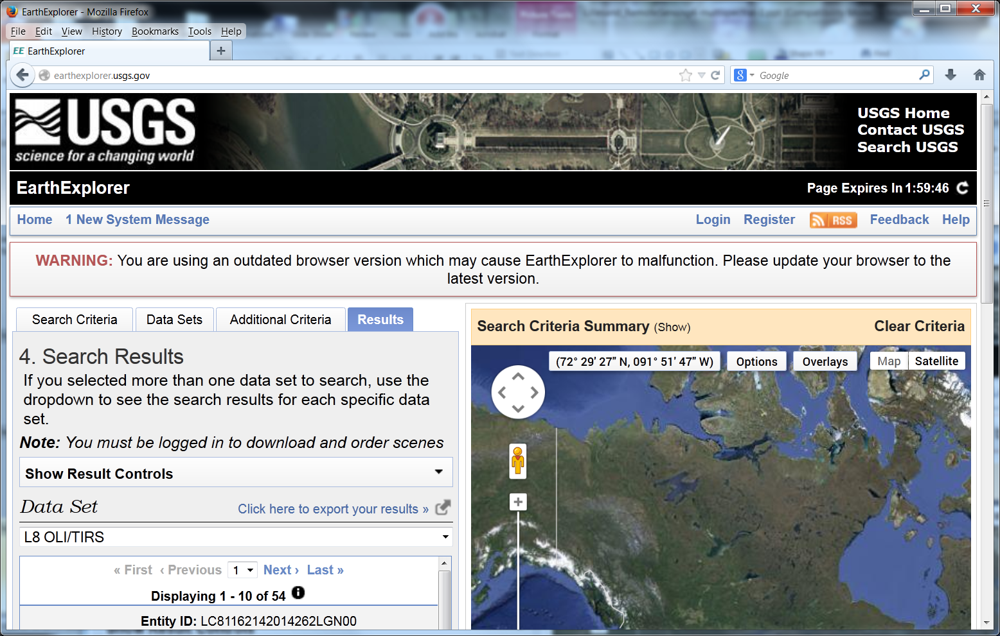 EarthExplorer - Mozilla Firefox
File Edit View History Bookmarks Tools Help
EE EarthExplorer
earthexplorer.usgs.gov
8 Google
USGS
science for a changing world
USGS Home
Contact USGS
Search USGS
EarthExplorer
Page Expires In 1:59:46
Home 1 New System Message
Login Register RSS Feedback Help
WARNING: You are using an outdated browser version which may cause EarthExplorer to malfunction. Please update your browser to the
latest version.
Search Criteria Data Sets Additional Criteria Results
4. Search Results
If you selected more than one data set to search, use the
dropdown to see the search results for each specific data
set.
Note: You must be logged in to download and order scenes
Show Result Controls
Data Set
Click here to export your results »
L8 OLI/TIRS
« First ‹ Previous 1 Next › Last »
Displaying 1 - 10 of 54
Entity ID: LC81162142014262LGN00
Search Criteria Summary (Show)
Clear Criteria
(72° 29' 27" N, 091° 51' 47" W) Options Overlays Map Satellite